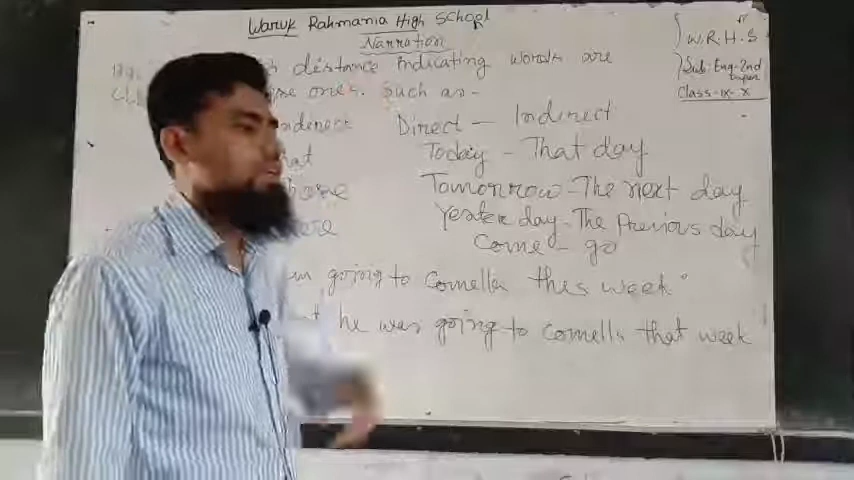 Waruk Rahmania High School
W.R.H.S
Narration
Sub: Eng-2nd
Paper
distance indicating words are
ones. Such as-
Class-ix-x
Direct - Indirect
Today - That day
Tomorrow - The next day
Yester day - The Previous day
Come - go
going to Comella this week"
he was going to Comella that week